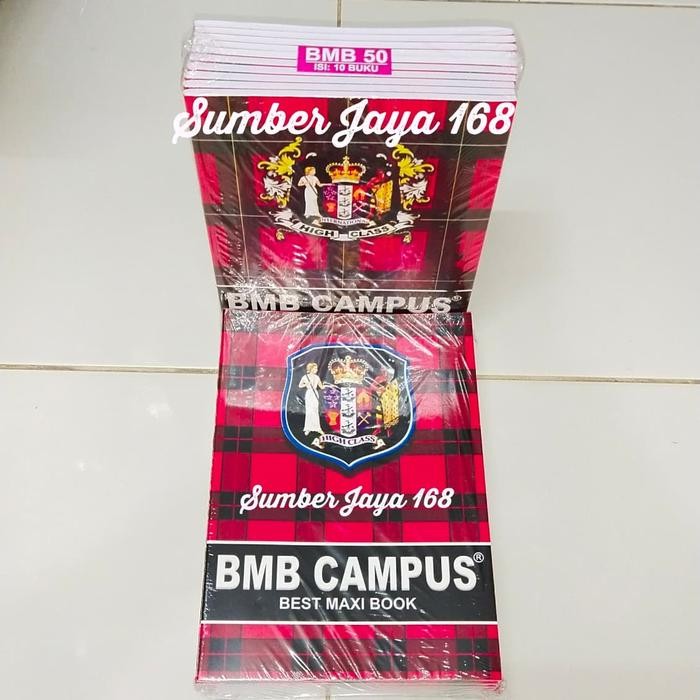 BMB 50
ISI: 10 BUKU
Sumber Jaya 168
INTERNATIONAL
HIGH CLASS
BMB CAMPUS®
HIGH CLASS
Sumber Jaya 168
BMB CAMPUS®
BEST MAXI BOOK